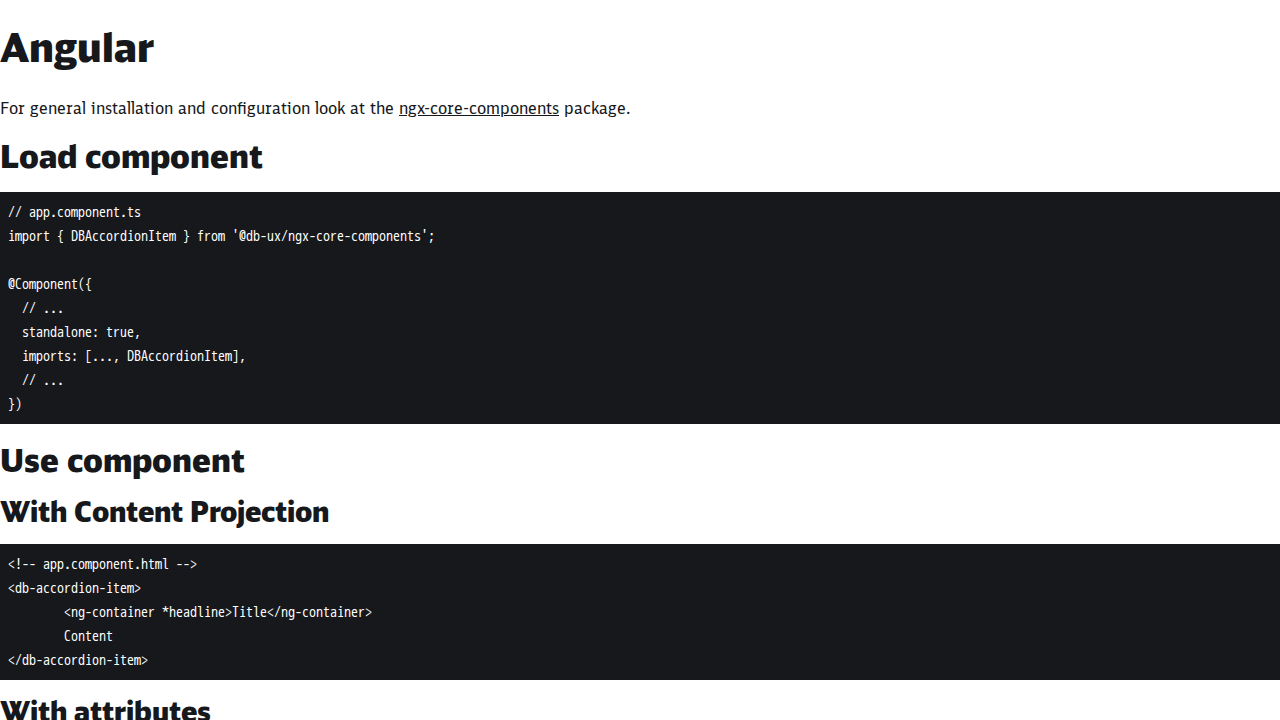 Angular
For general installation and configuration look at the ngx-core-components package.
Load component
// app.component.ts
import { DBAccordionItem } from '@db-ux/ngx-core-components';
@Component({
  // ...
  standalone: true,
  imports: [..., DBAccordionItem],
  // ...
})
Use component
With Content Projection
<!-- app.component.html -->
<db-accordion-item>
        <ng-container *headline>Title</ng-container>
        Content
</db-accordion-item>
With attributes